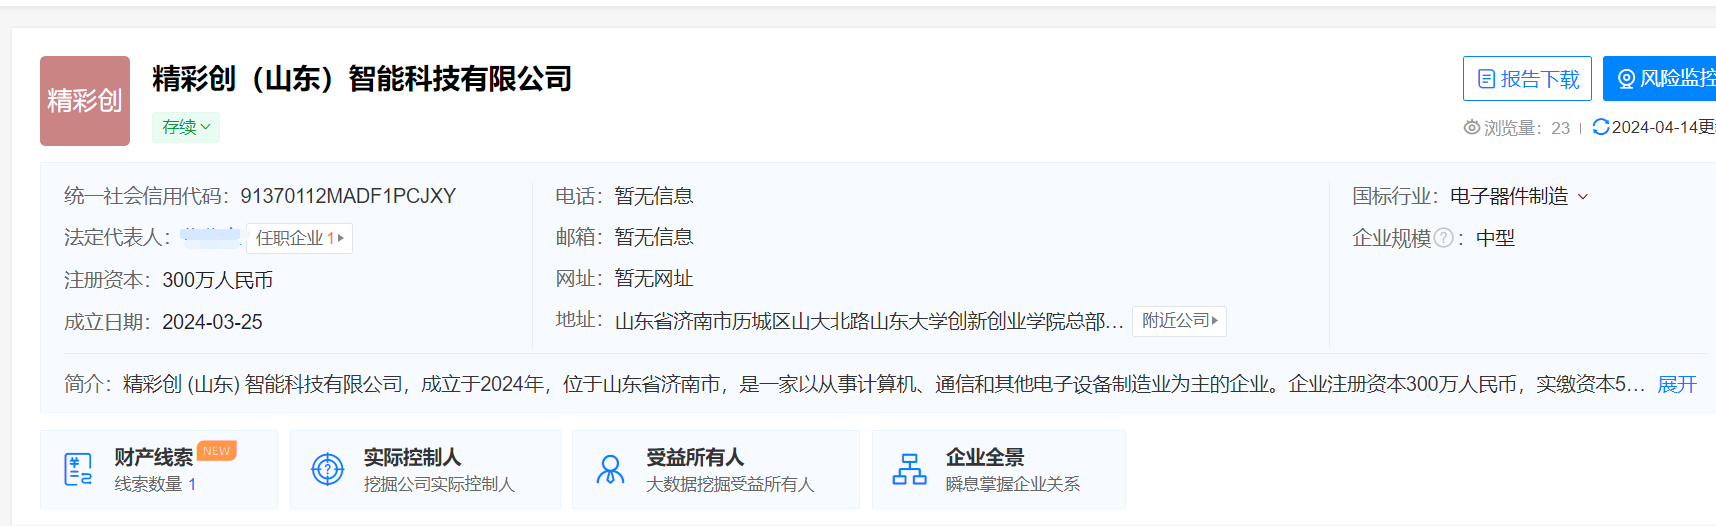 精彩创
精彩创（山东）智能科技有限公司
存续
报告下载
风险监控
浏览量：23
2024-04-14更
统一社会信用代码：91370112MADF1PCJXY
法定代表人：
任职企业 1
注册资本：300万人民币
成立日期：2024-03-25
电话：暂无信息
邮箱：暂无信息
网址：暂无网址
地址：山东省济南市历城区山大北路山东大学创新创业学院总部...
附近公司
国标行业：电子器件制造
企业规模?：中型
简介：精彩创 (山东) 智能科技有限公司，成立于2024年，位于山东省济南市，是一家以从事计算机、通信和其他电子设备制造业为主的企业。企业注册资本300万人民币，实缴资本5... 展开
财产线索 NEW
线索数量 1
实际控制人
挖掘公司实际控制人
受益所有人
大数据挖掘受益所有人
企业全景
瞬息掌握企业关系